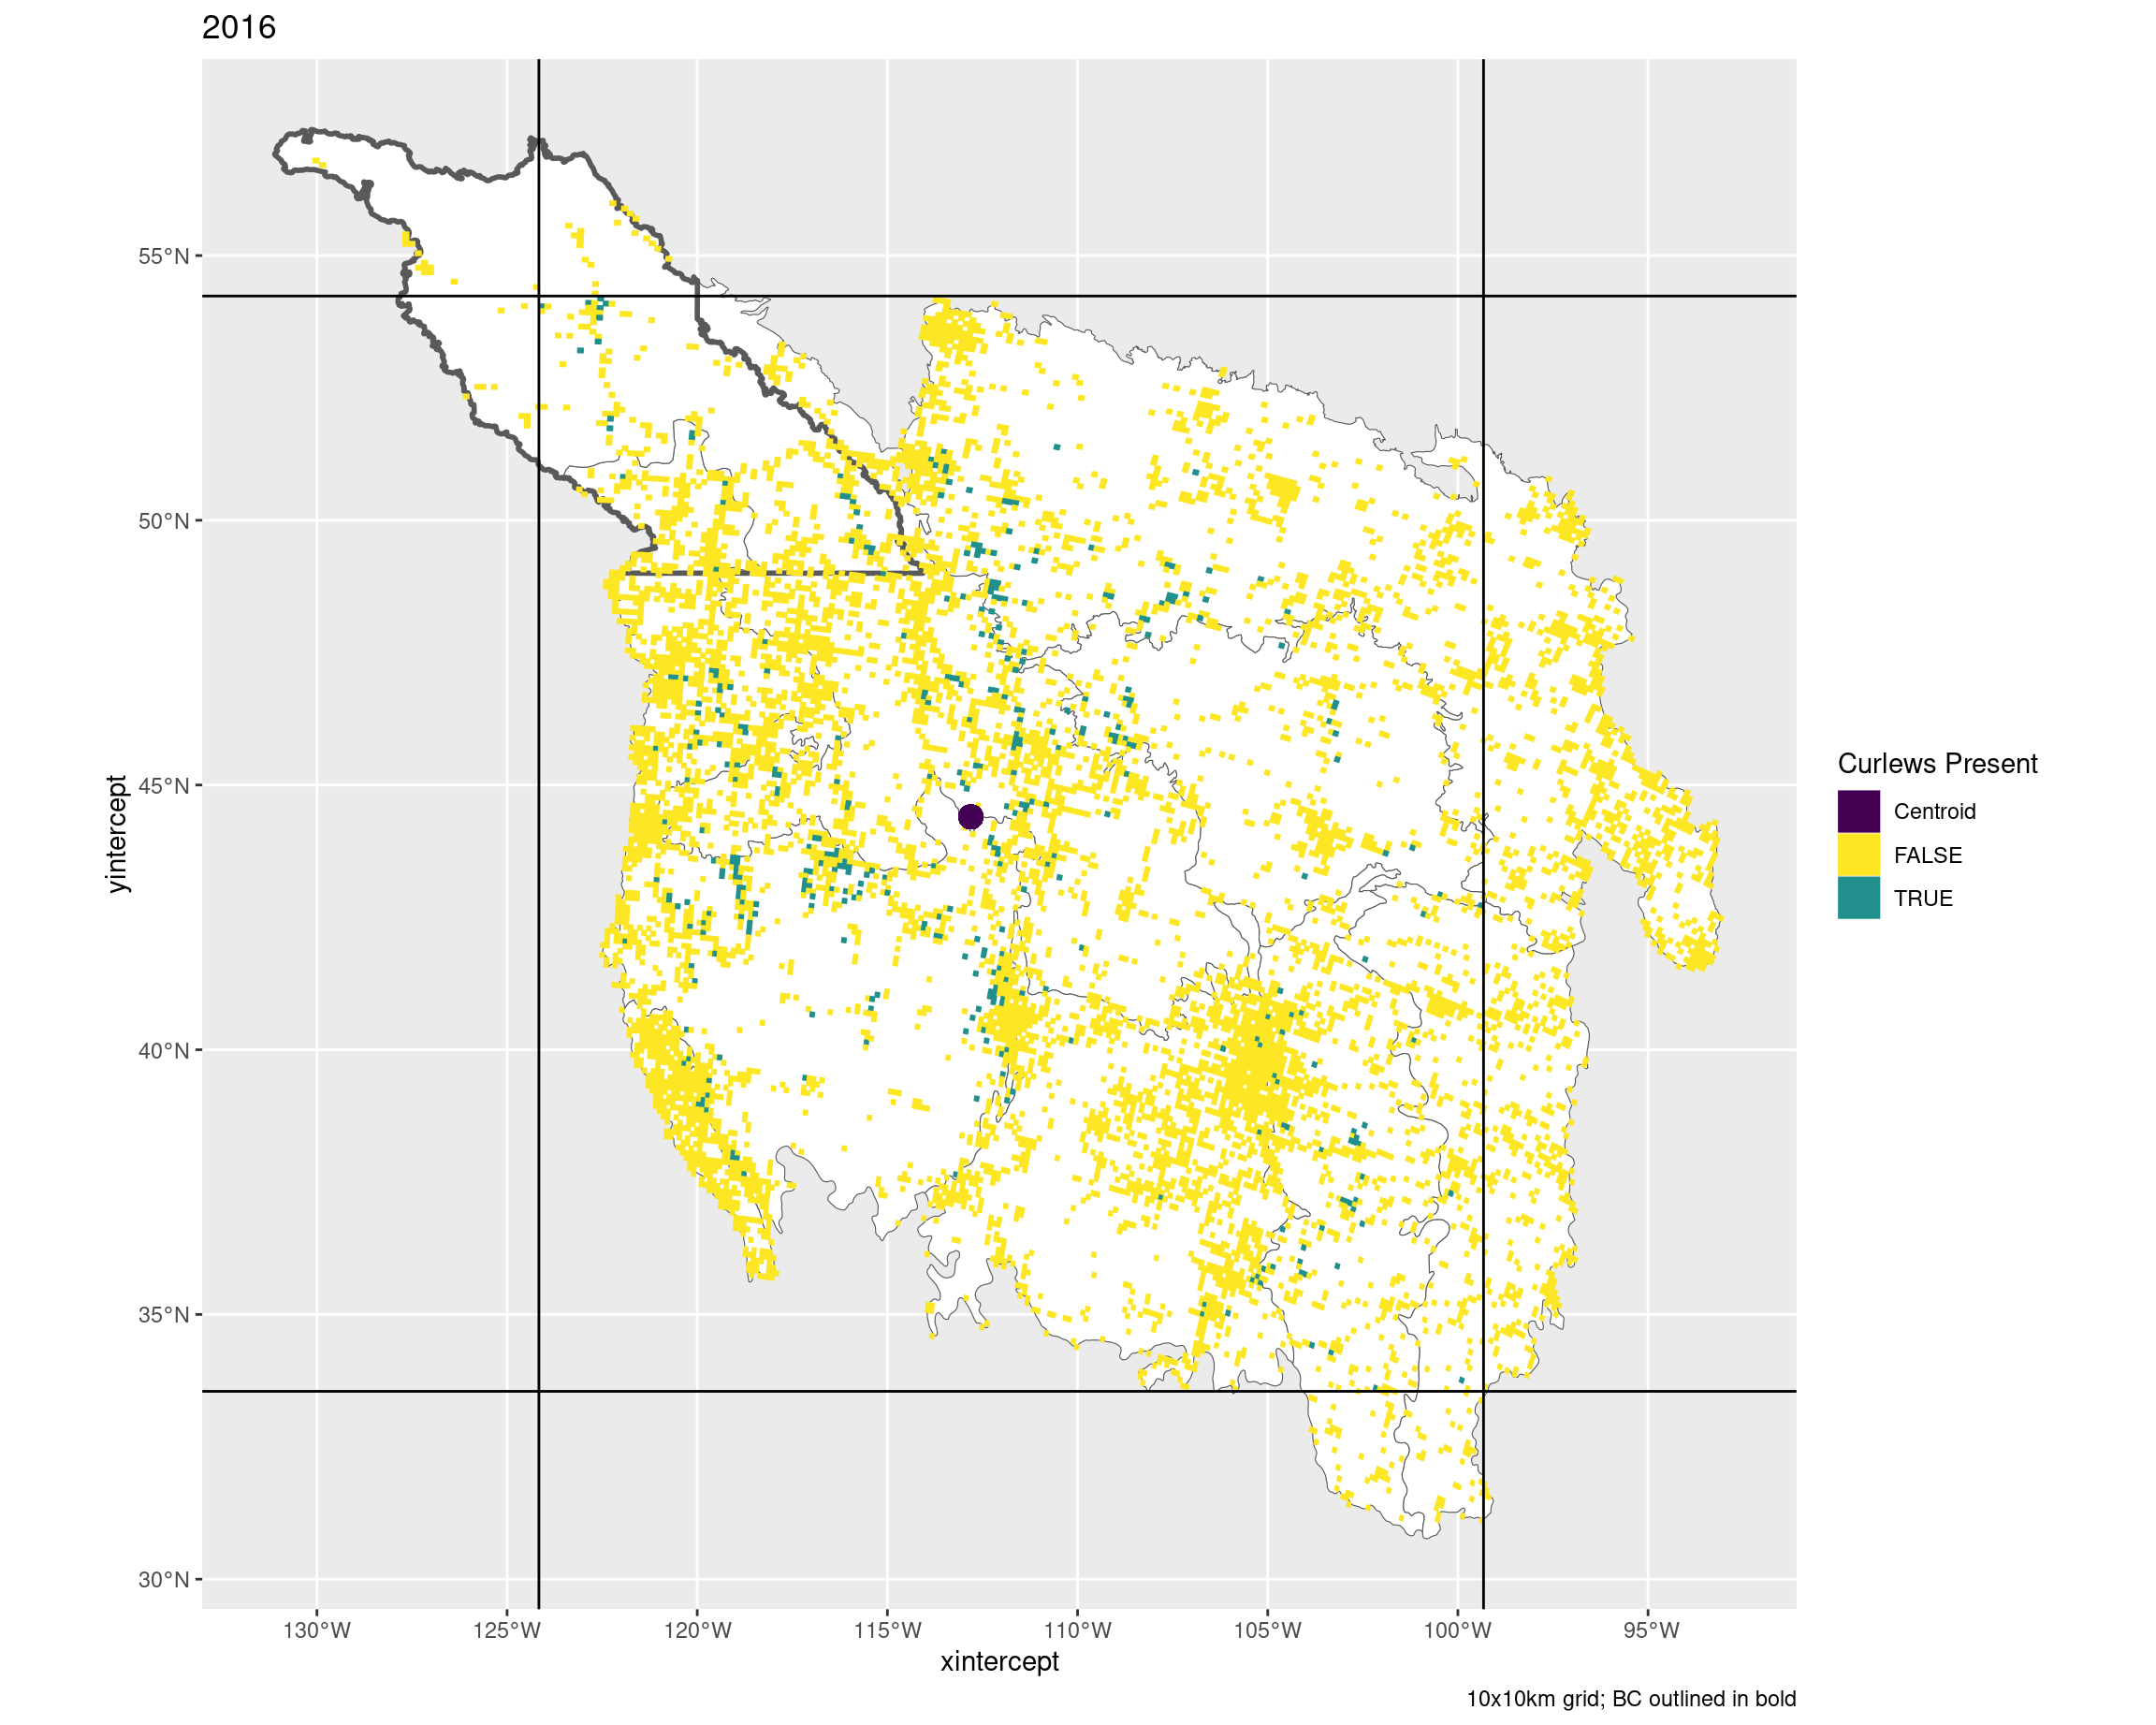 2016
55°N
50°N
45°N
40°N
35°N
30°N
yintercept
130°W
125°W
120°W
115°W
110°W
105°W
100°W
95°W
xintercept
Curlews Present
Centroid
FALSE
TRUE
10x10km grid; BC outlined in bold